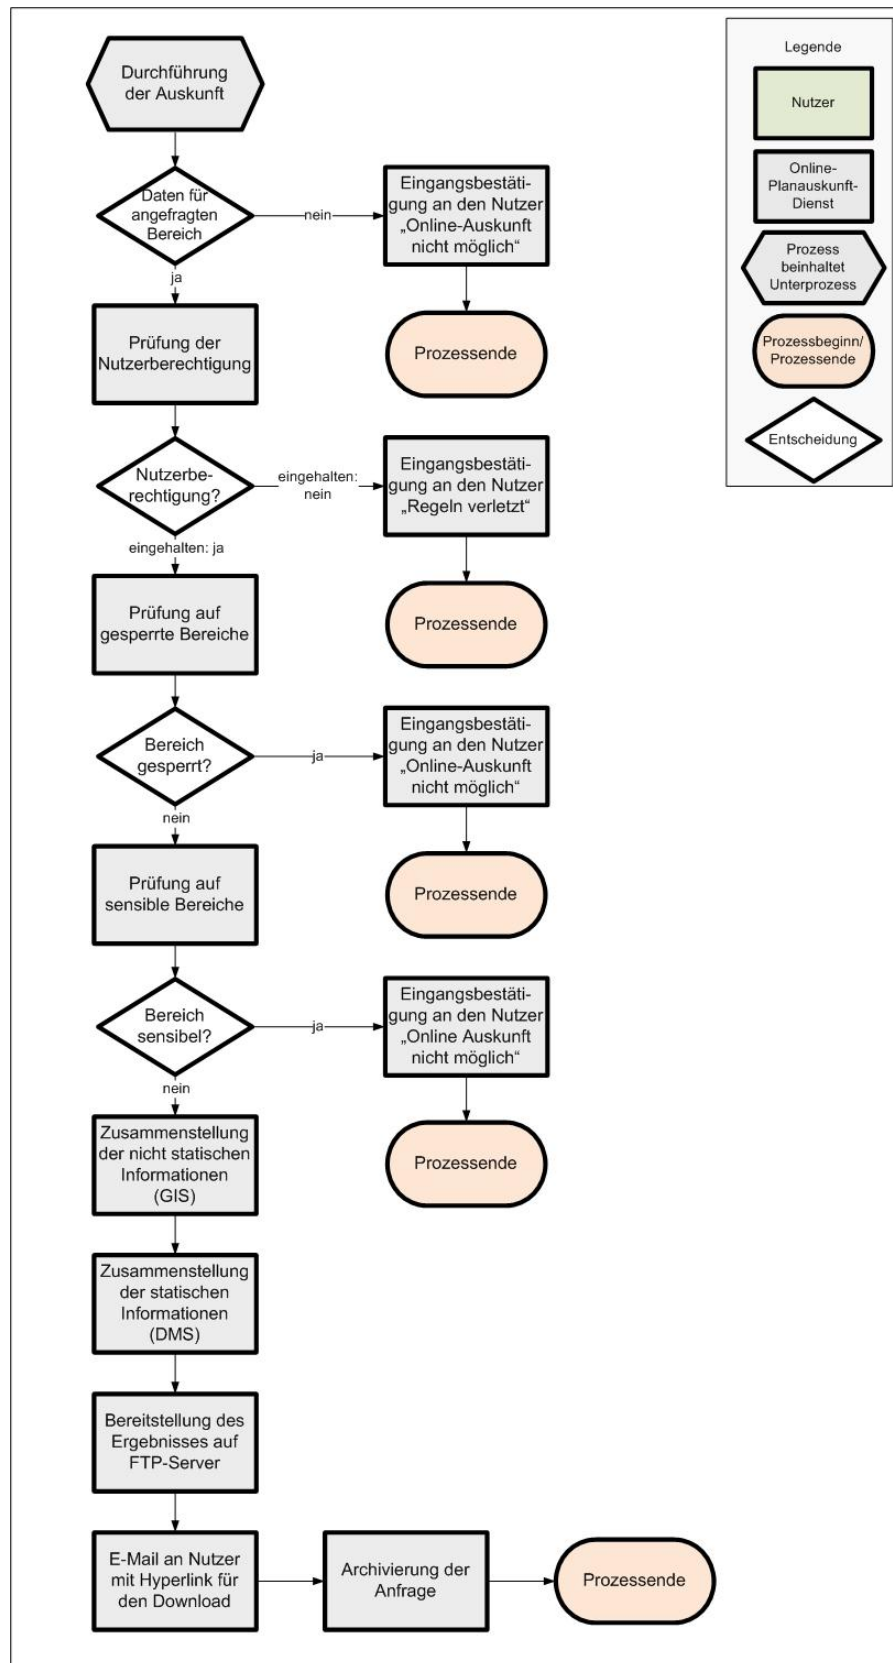 Durchführung
der Auskunft
Daten für
angefragten
Bereich
nein
Eingangsbestäti-
gung an den Nutzer
„Online-Auskunft
nicht möglich“
Prozessende
ja
Prüfung der
Nutzerberechtigung
Nutzerbe-
rechtigung?
eingehalten:
nein
Eingangsbestäti-
gung an den Nutzer
„Regeln verletzt“
Prozessende
eingehalten: ja
Prüfung auf
gesperrte Bereiche
Bereich
gesperrt?
ja
Eingangsbestäti-
gung an den Nutzer
„Online-Auskunft
nicht möglich“
Prozessende
nein
Prüfung auf
sensible Bereiche
Bereich
sensibel?
ja
Eingangsbestäti-
gung an den Nutzer
„Online Auskunft
nicht möglich“
Prozessende
nein
Zusammenstellung
der nicht statischen
Informationen
(GIS)
Zusammenstellung
der statischen
Informationen
(DMS)
Bereitstellung des
Ergebnisses auf
FTP-Server
E-Mail an Nutzer
mit Hyperlink für
den Download
Archivierung der
Anfrage
Prozessende
Legende
Nutzer
Online-
Planauskunft-
Dienst
Prozess
beinhaltet
Unterprozess
Prozessbeginn/
Prozessende
Entscheidung